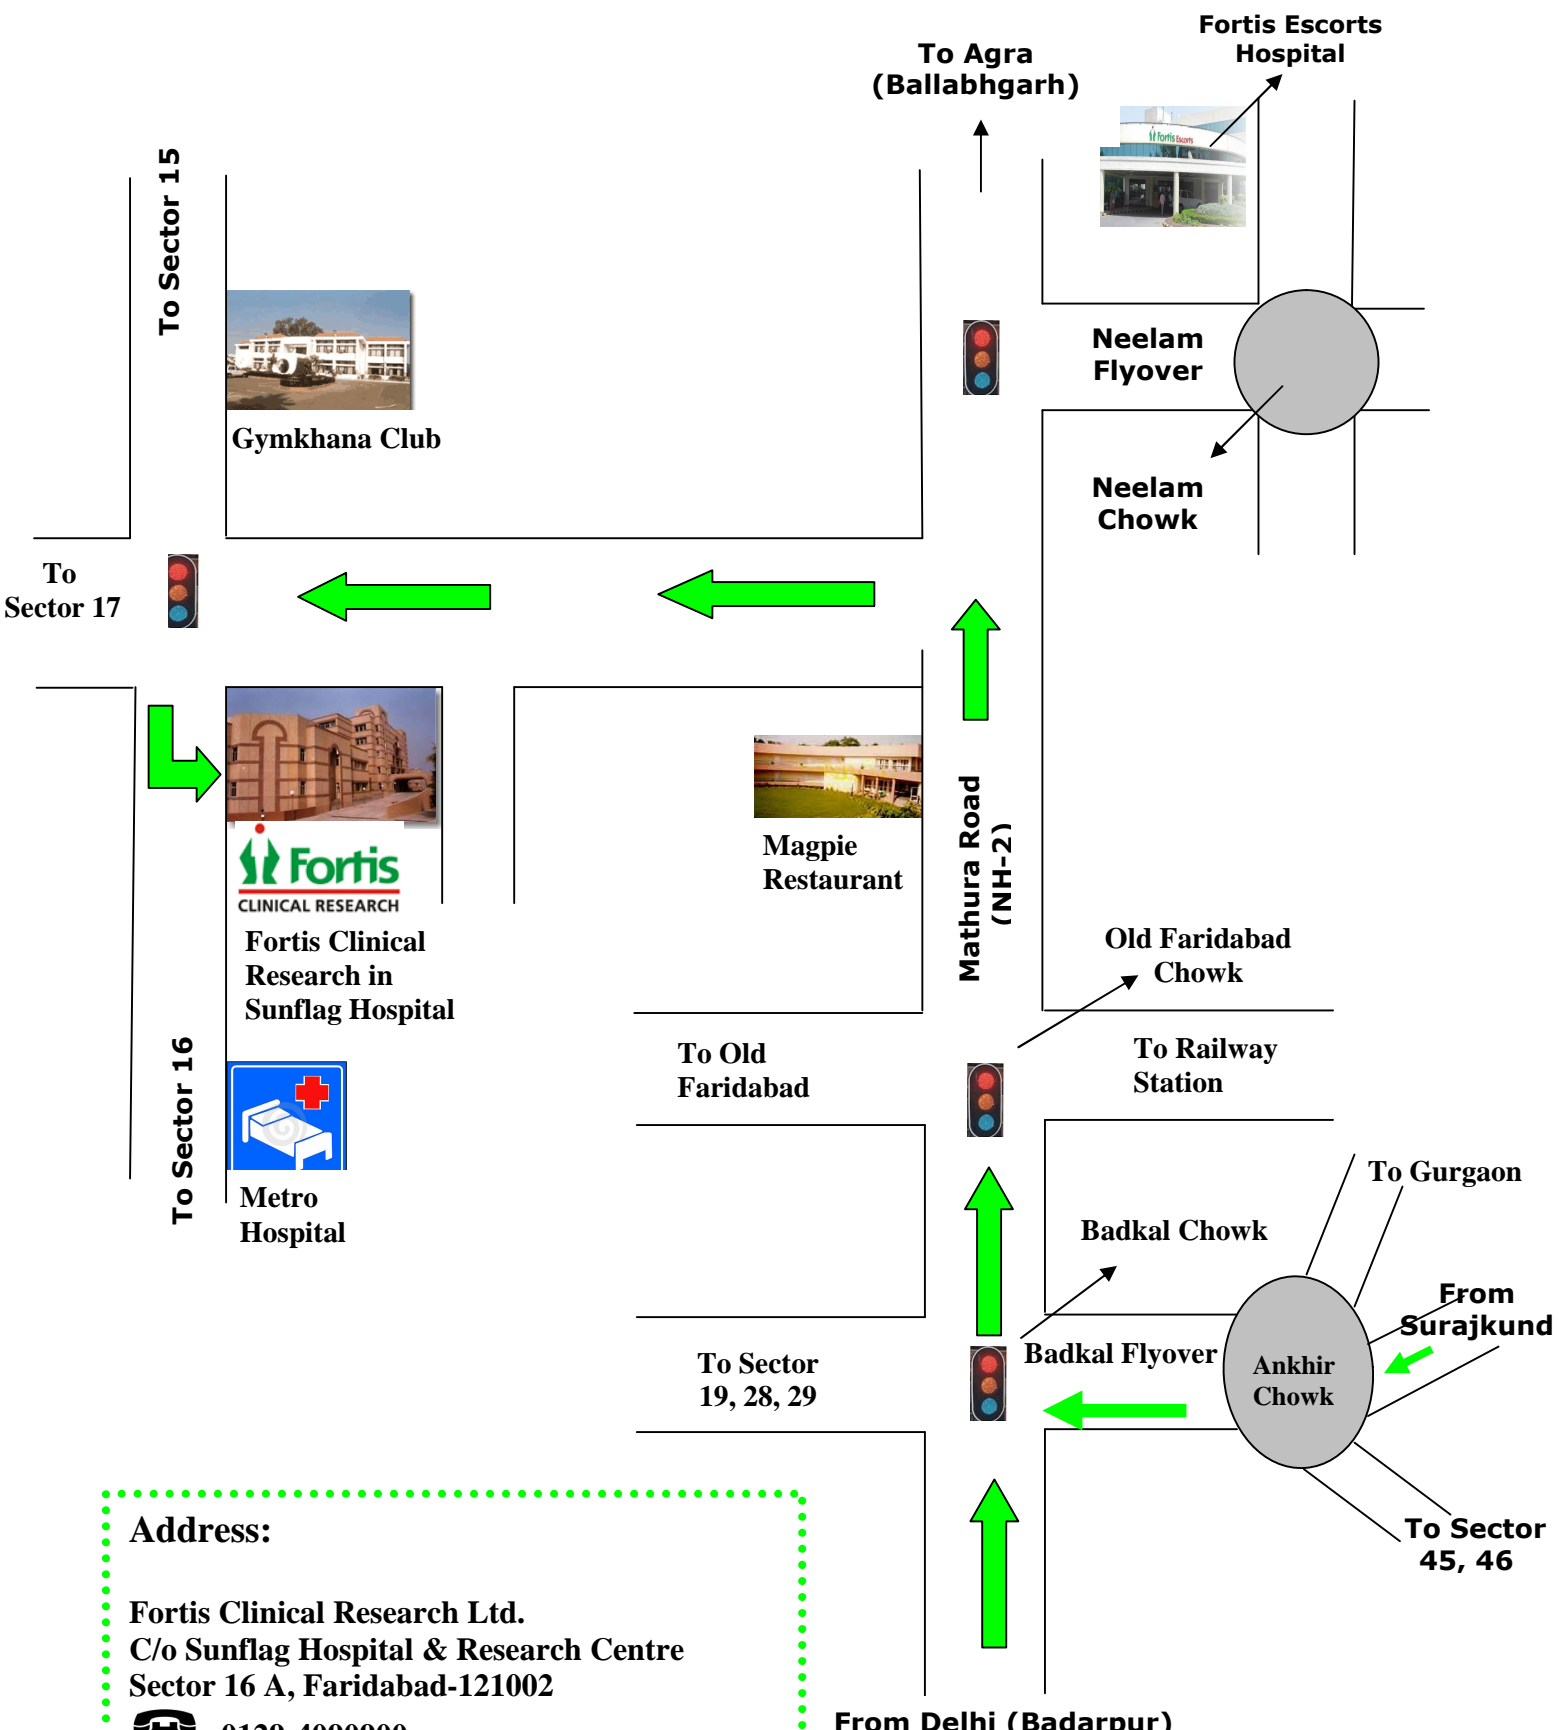 Fortis Escorts
Hospital
To Agra
(Ballabhgarh)
Fortis Escorts
To Sector 15
Neelam
Flyover
Gymkhana Club
Neelam
Chowk
To
Sector 17
Mathura Road
(NH-2)
Magpie
Restaurant
Fortis
CLINICAL RESEARCH
Fortis Clinical
Research in
Sunflag Hospital
Old Faridabad
Chowk
To Old
Faridabad
To Railway
Station
To Sector 16
Metro
Hospital
To Gurgaon
Badkal Chowk
From
Surajkund
Badkal Flyover
Ankhir
Chowk
To Sector
19, 28, 29
To Sector
45, 46
Address:
Fortis Clinical Research Ltd.
C/o Sunflag Hospital & Research Centre
Sector 16 A, Faridabad-121002
0129-4090900
From Delhi (Badarpur)